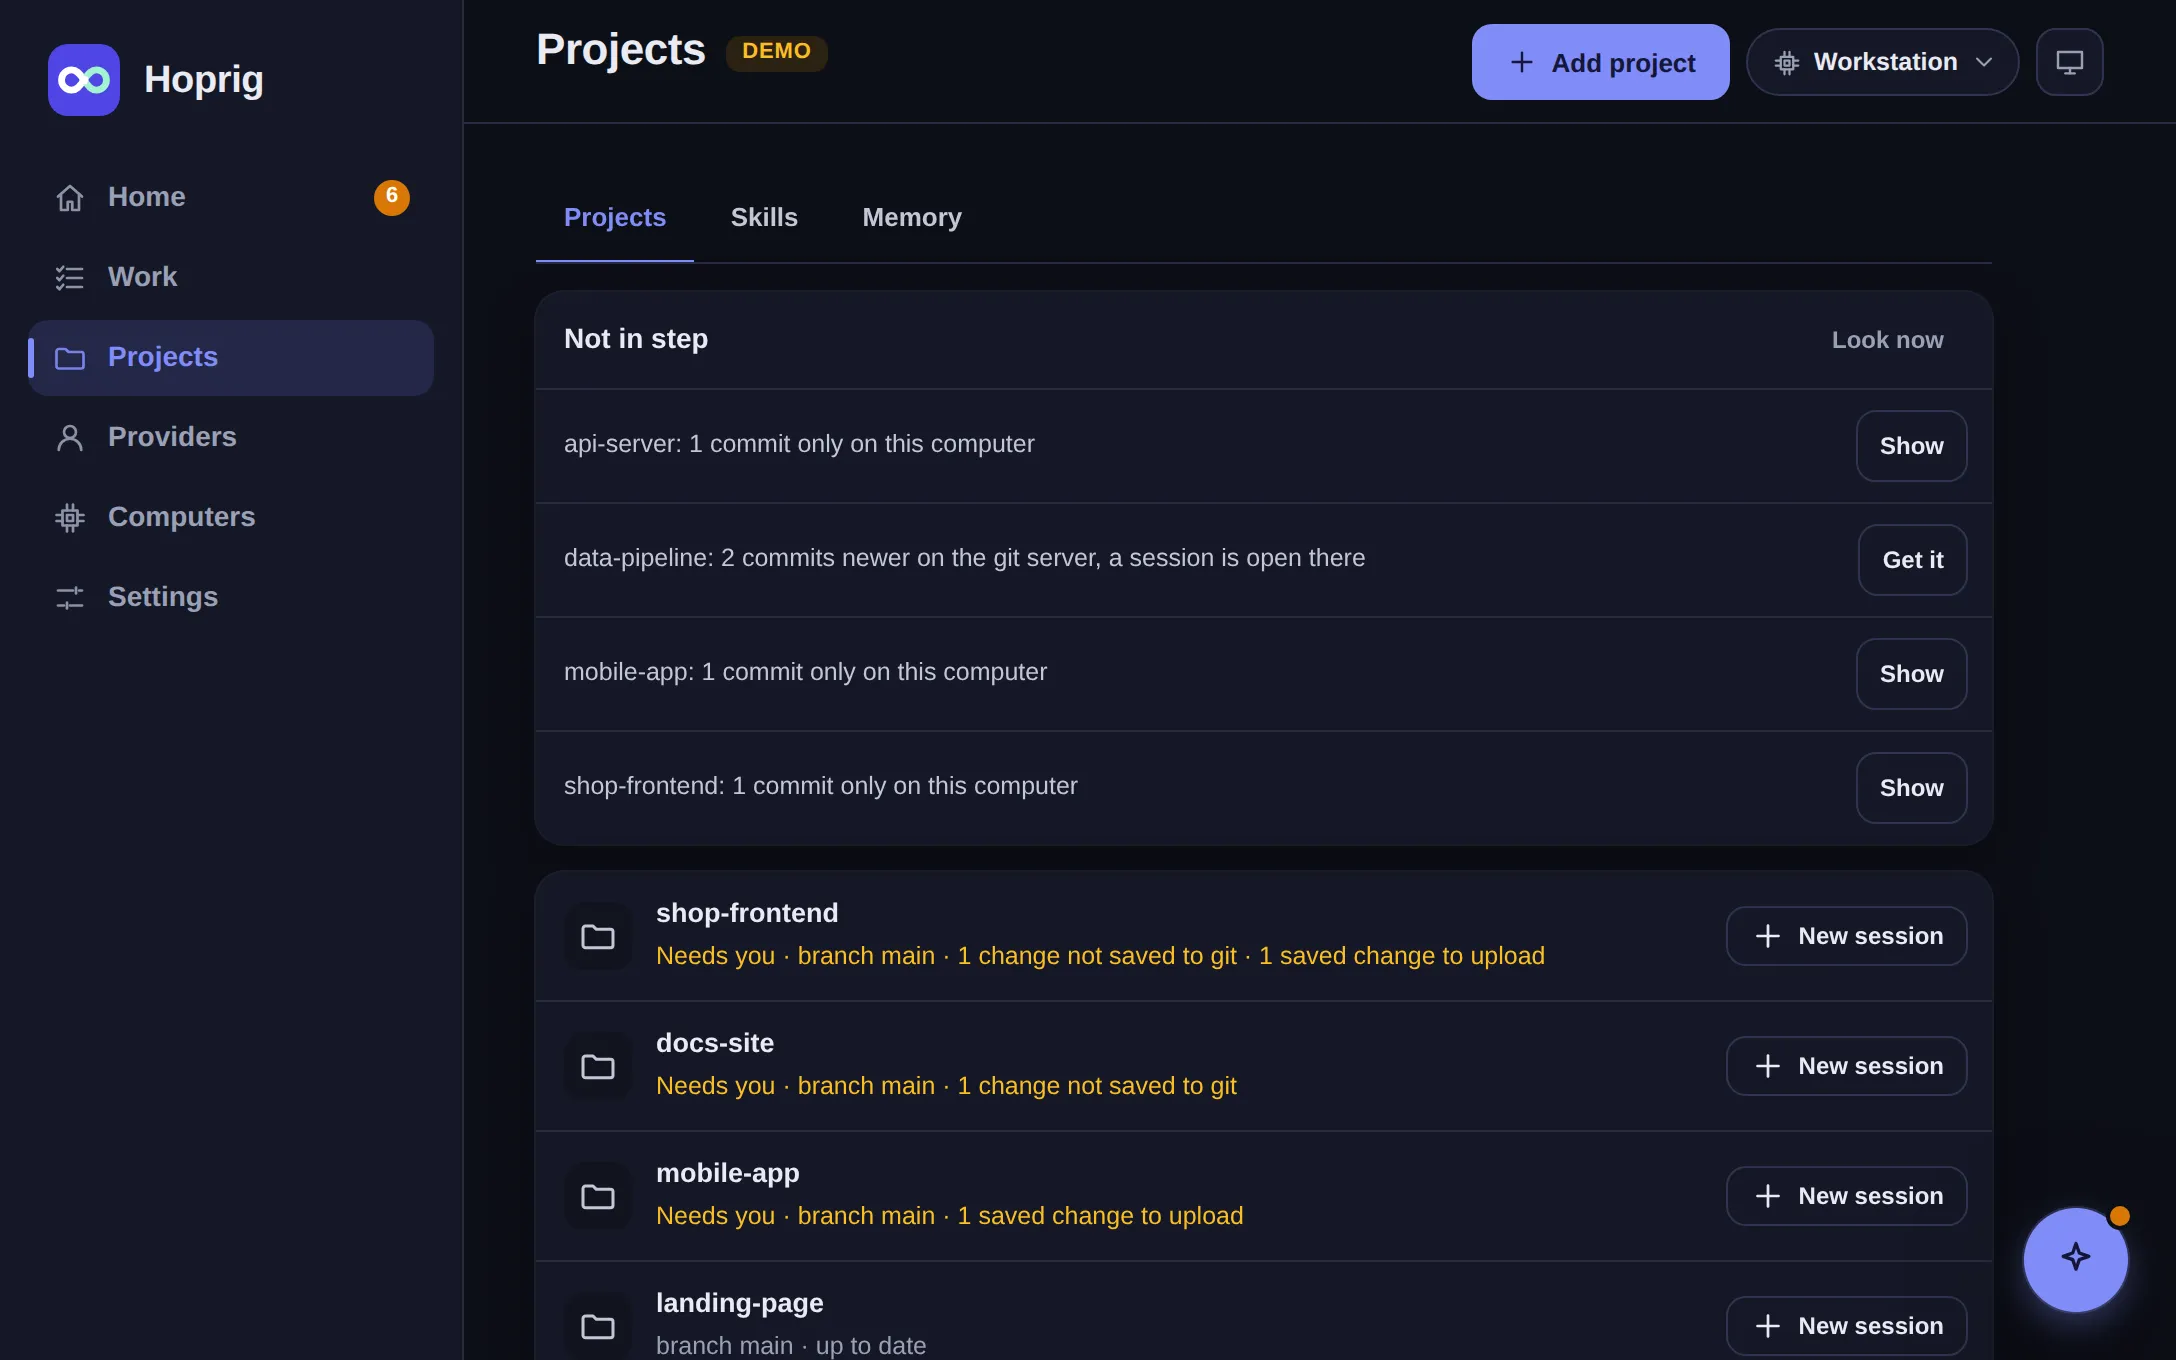 Hoprig
Home 6
Work
Projects
Providers
Computers
Settings
Projects DEMO
Add project
Workstation
Projects Skills Memory
Not in step Look now
api-server: 1 commit only on this computer Show
data-pipeline: 2 commits newer on the git server, a session is open there Get it
mobile-app: 1 commit only on this computer Show
shop-frontend: 1 commit only on this computer Show
shop-frontend
Needs you · branch main · 1 change not saved to git · 1 saved change to upload
New session
docs-site
Needs you · branch main · 1 change not saved to git
New session
mobile-app
Needs you · branch main · 1 saved change to upload
New session
landing-page
branch main · up to date
New session